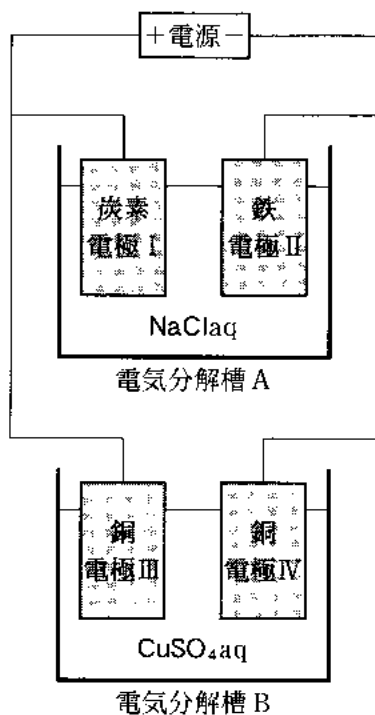 ＋電源－
炭素
電極Ⅰ
鉄
電極Ⅱ
NaClaq
電気分解槽A
銅
電極Ⅲ
銅
電極Ⅳ
CuSO₄aq
電気分解槽B